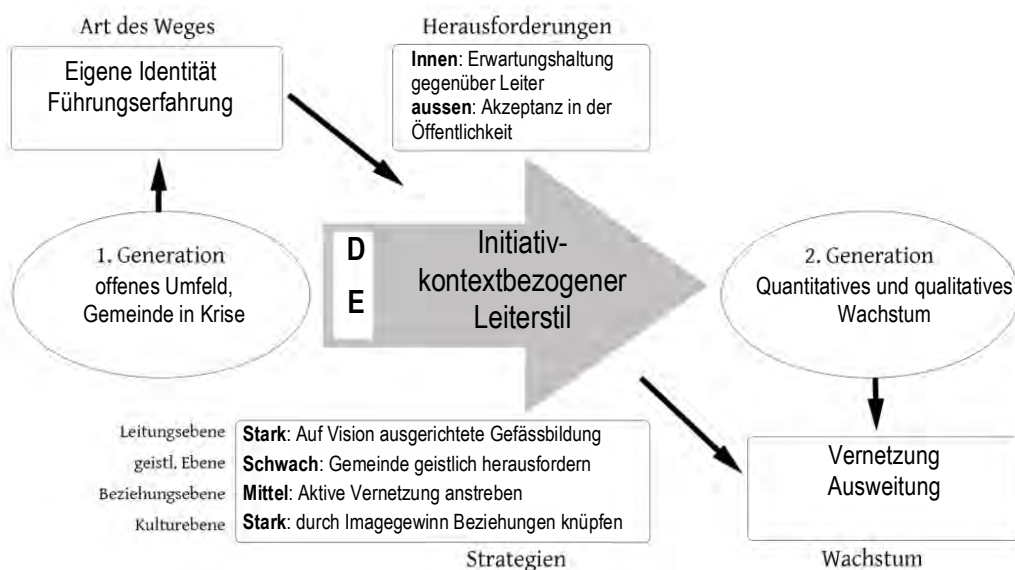 Art des Weges
Eigene Identität
Führungserfahrung
Herausforderungen
Innen: Erwartungshaltung
gegenüber Leiter
aussen: Akzeptanz in der
Öffentlichkeit
1. Generation
offenes Umfeld,
Gemeinde in Krise
D
E
Initiativ-
kontextbezogener
Leiterstil
2. Generation
Quantitatives und qualitatives
Wachstum
Leitungsebene
Stark: Auf Vision ausgerichtete Gefässbildung
geistl. Ebene
Schwach: Gemeinde geistlich herausfordern
Beziehungsebene
Mittel: Aktive Vernetzung anstreben
Kulturebene
Stark: durch Imagegewinn Beziehungen knüpfen
Strategien
Vernetzung
Ausweitung
Wachstum